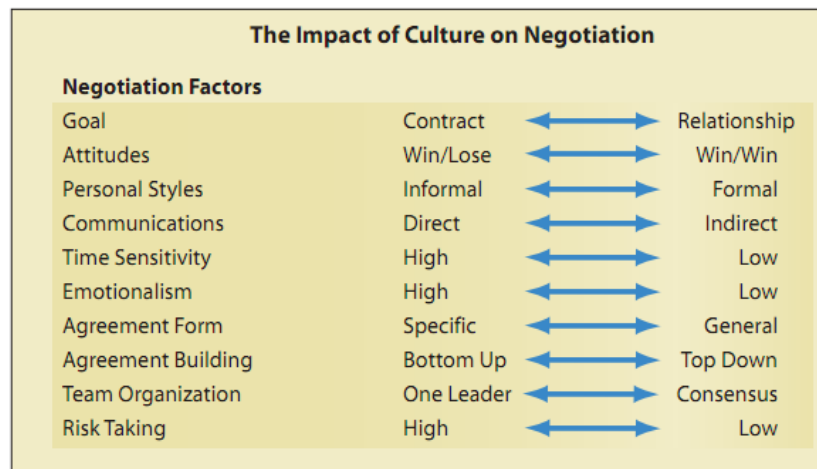 The Impact of Culture on Negotiation
Negotiation Factors
Goal Contract Relationship
Attitudes Win/Lose Win/Win
Personal Styles Informal Formal
Communications Direct Indirect
Time Sensitivity High Low
Emotionalism High Low
Agreement Form Specific General
Agreement Building Bottom Up Top Down
Team Organization One Leader Consensus
Risk Taking High Low